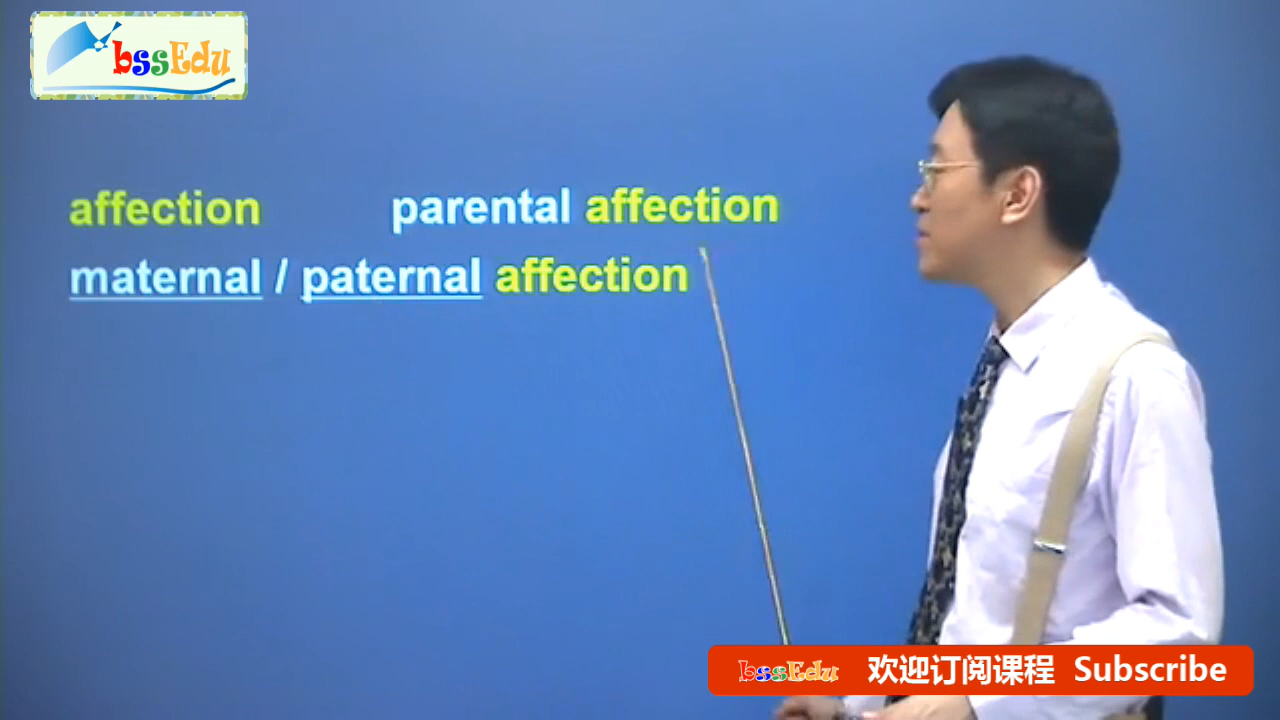 bssEdu
affection parental affection
maternal / paternal affection
bssEdu 欢迎订阅课程 Subscribe